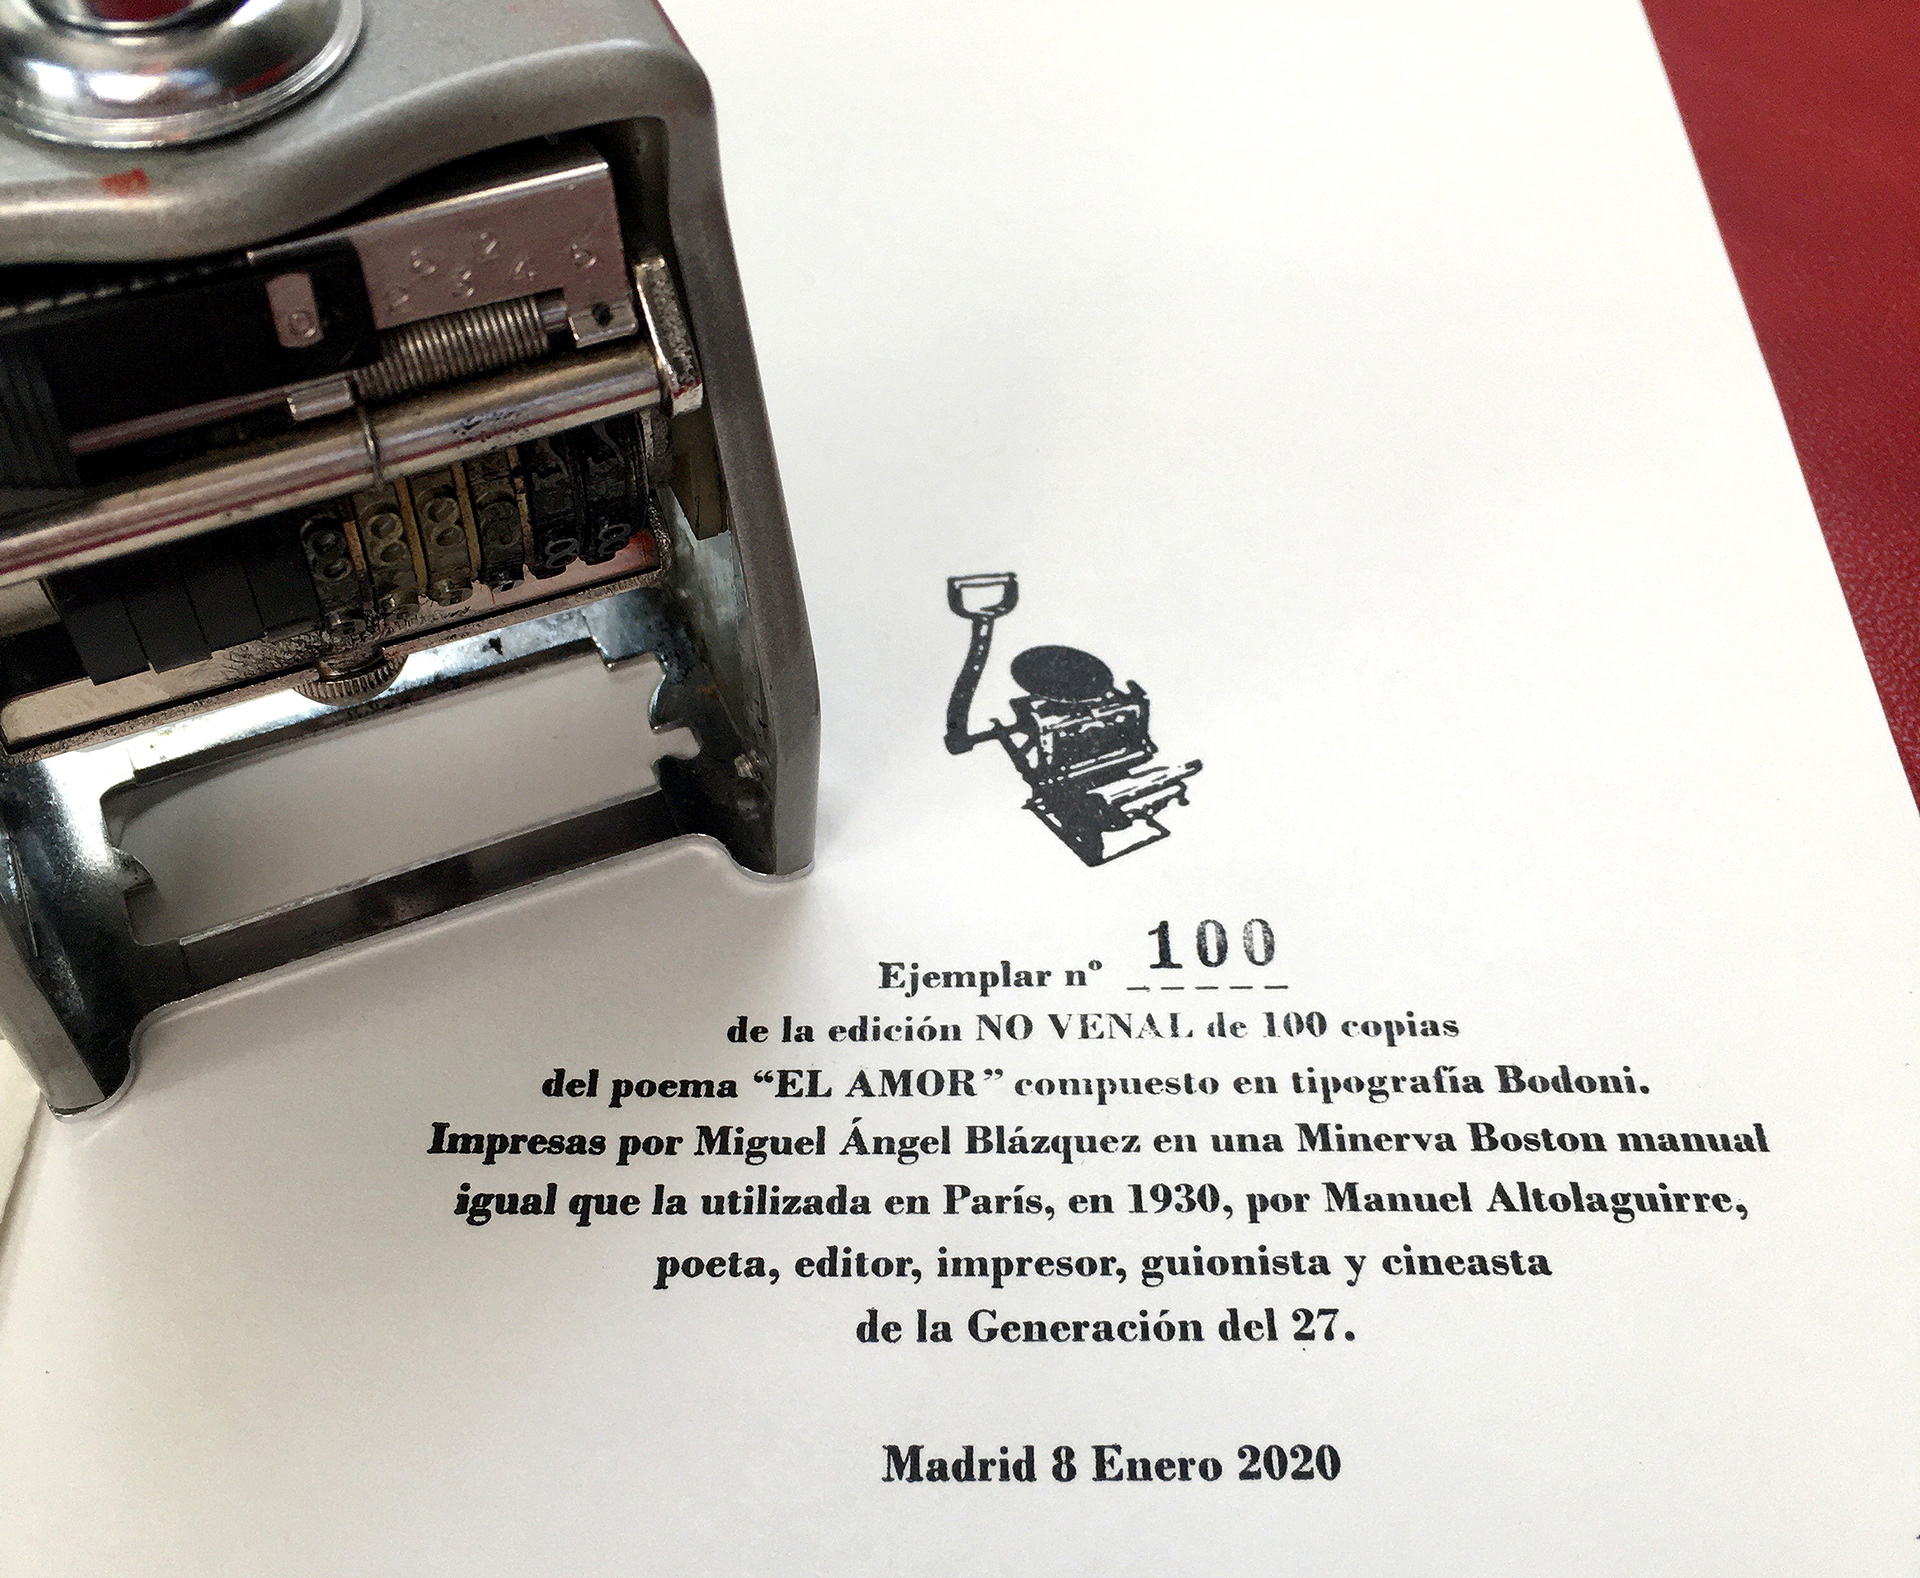 Ejemplar nº 100
de la edición NO VENAL de 100 copias
del poema “EL AMOR” compuesto en tipografía Bodoni.
Impresas por Miguel Ángel Blázquez en una Minerva Boston manual
igual que la utilizada en París, en 1930, por Manuel Altolaguirre,
poeta, editor, impresor, guionista y cineasta
de la Generación del 27.
Madrid 8 Enero 2020